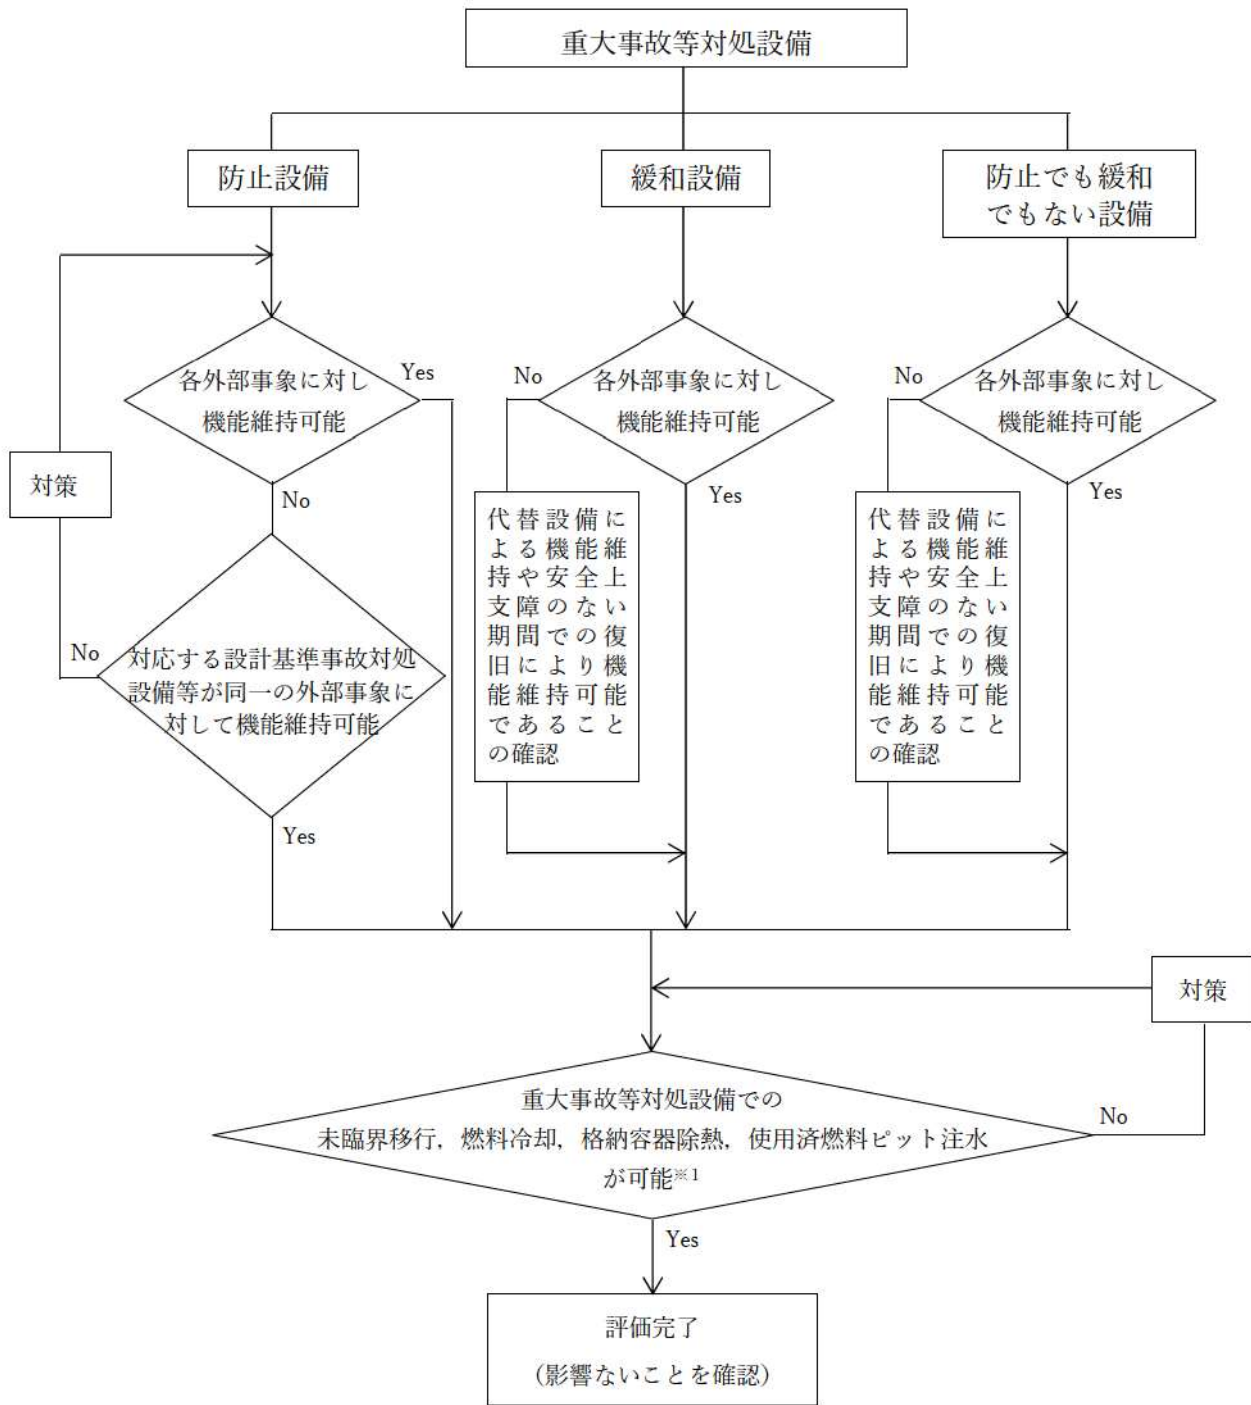 重大事故等対処設備
防止設備
緩和設備
防止でも緩和
でもない設備
各外部事象に対し
機能維持可能
Yes
No
対策
対応する設計基準事故対処
設備等が同一の外部事象に
対して機能維持可能
No
Yes
各外部事象に対し
機能維持可能
No
Yes
代替設備に
よる機能維
持や安全上
支障のない
期間での復
旧により機
能維持可能
であること
の確認
各外部事象に対し
機能維持可能
No
Yes
代替設備に
よる機能維
持や安全上
支障のない
期間での復
旧により機
能維持可能
であること
の確認
対策
重大事故等対処設備での
未臨界移行，燃料冷却，格納容器除熱，使用済燃料ピット注水
が可能※1
No
Yes
評価完了
（影響ないことを確認）